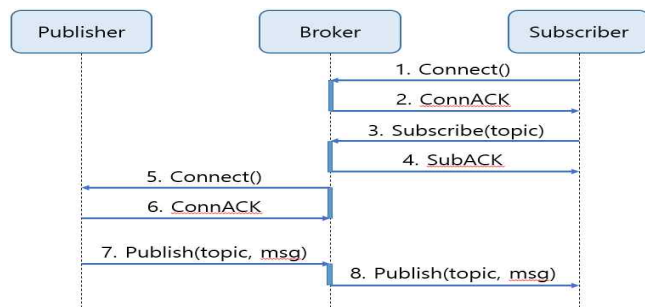 Publisher
Broker
Subscriber
1. Connect()
2. ConnACK
3. Subscribe(topic)
4. SubACK
5. Connect()
6. ConnACK
7. Publish(topic, msg)
8. Publish(topic, msg)